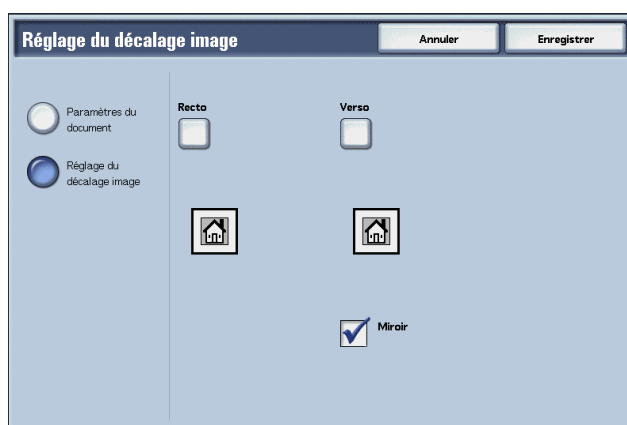 Réglage du décalage image
Annuler
Enregistrer
Paramètres du
document
Réglage du
décalage image
Recto
Verso
Miroir